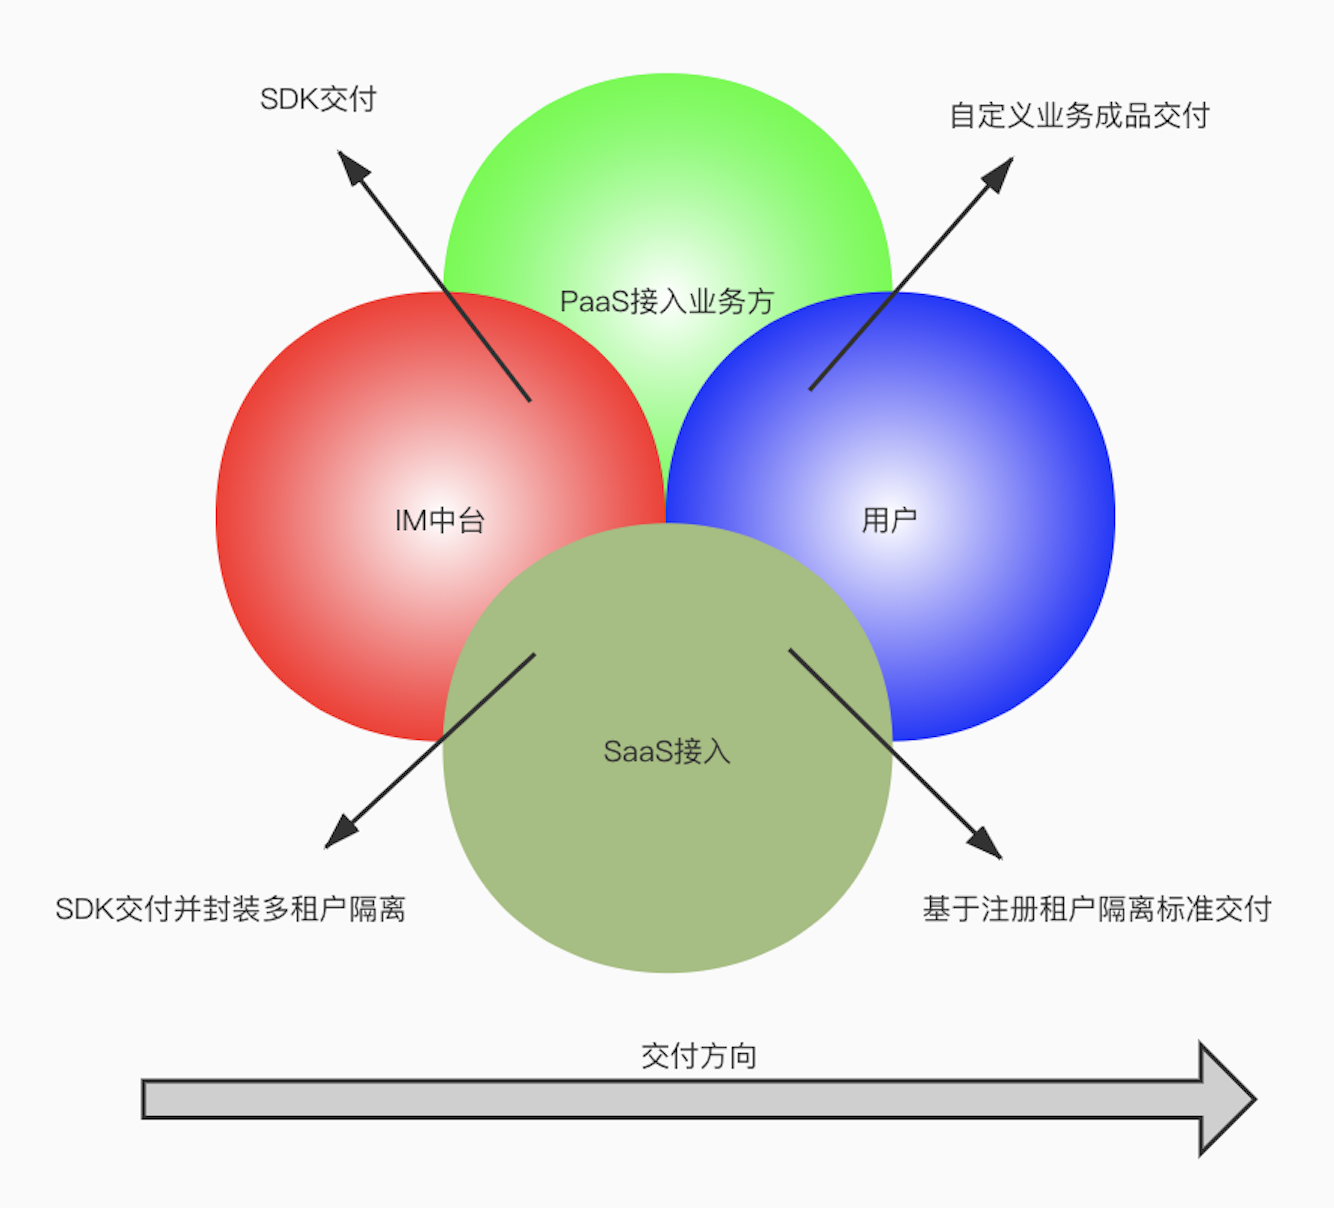 SDK交付
自定义业务成品交付
PaaS接入业务方
IM中台
用户
SaaS接入
SDK交付并封装多租户隔离
基于注册租户隔离标准交付
交付方向